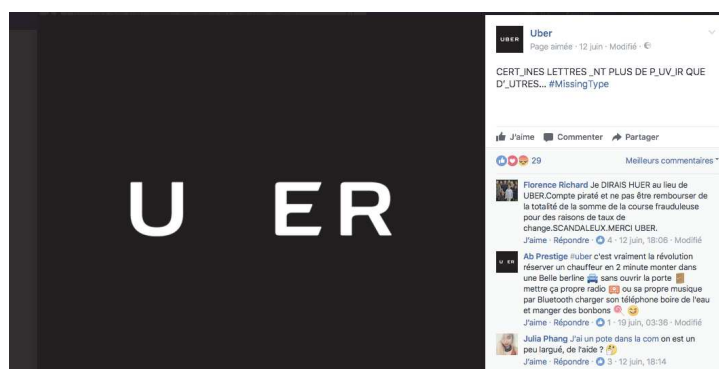 U ER
UBER
Uber
Page aimée · 12 juin · Modifié ·
CERT_INES LETTRES _NT PLUS DE P_UV_IR QUE
D'_UTRES... #MissingType
J'aime Commenter Partager
29 Meilleurs commentaires
Florence Richard Je DIRAIS HUER au lieu de
UBER.Compte piraté et ne pas être rembourser de
la totalité de la somme de la course frauduleuse
pour des raisons de taux de
change.SCANDALEUX.MERCI UBER.
J'aime · Répondre · 4 · 12 juin, 18:06 · Modifié
U ER
Ab Prestige #uber c'est vraiment la révolution
réserver un chauffeur en 2 minute monter dans
une Belle berline 🚘 sans ouvrir la porte 🚪
mettre ça propre radio 📻 ou sa propre musique
par Bluetooth charger son téléphone boire de l'eau
et manger des bonbons 🍭 😋
J'aime · Répondre · 1 · 19 juin, 03:36 · Modifié
Julia Phang J'ai un pote dans la com on est un
peu largué, de l'aide ? 🤔
J'aime · Répondre · 3 · 12 juin, 18:14